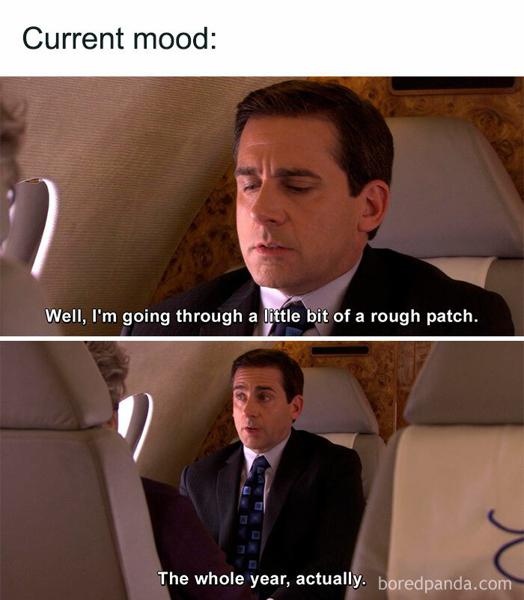 Current mood:
Well, I'm going through a little bit of a rough patch.
The whole year, actually.
boredpanda.com